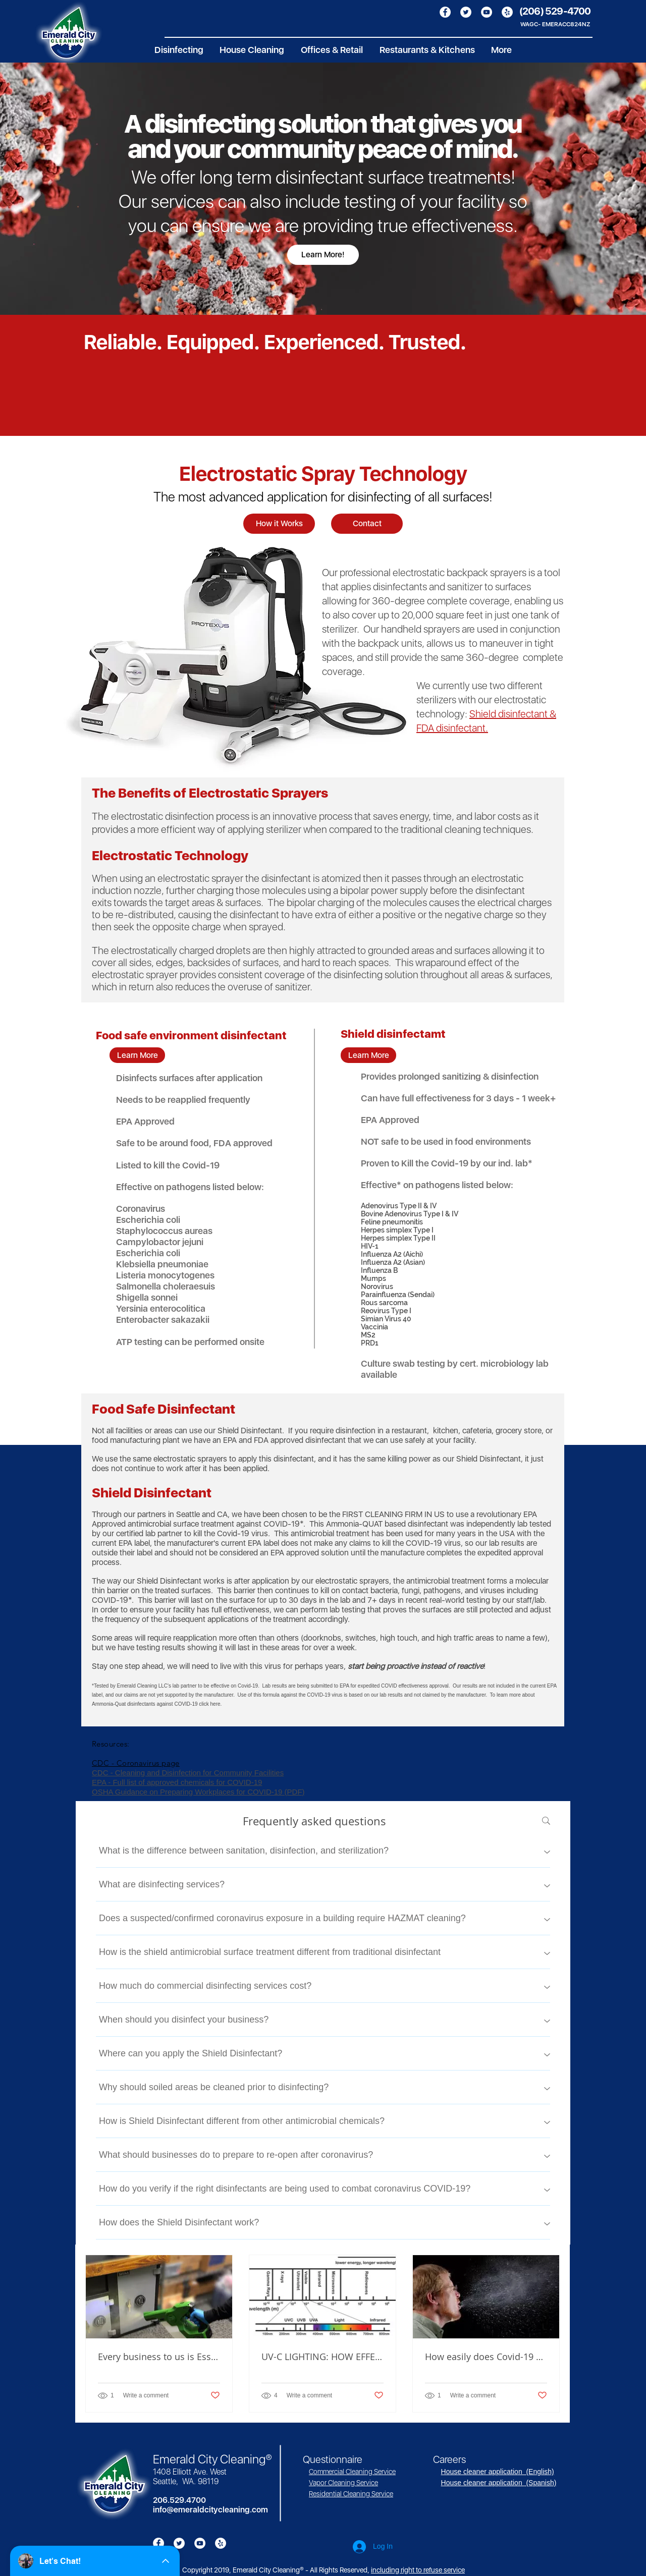 Emerald City
CLEANING
(206) 529-4700
WAGC- EMERACC824NZ
Disinfecting
House Cleaning
Offices & Retail
Restaurants & Kitchens
More
A disinfecting solution that gives you
and your community peace of mind.
We offer long term disinfectant surface treatments!
Our services can also include testing of your facility so
you can ensure we are providing true effectiveness.
Learn More!
Reliable. Equipped. Experienced. Trusted.
Electrostatic Spray Technology
The most advanced application for disinfecting of all surfaces!
How it Works
Contact
PROTEXUS
Our professional electrostatic backpack sprayers is a tool
that applies disinfectants and sanitizer to surfaces
allowing for 360-degree complete coverage, enabling us
to also cover up to 20,000 square feet in just one tank of
sterilizer. Our handheld sprayers are used in conjunction
with the backpack units, allows us to maneuver in tight
spaces, and still provide the same 360-degree complete
coverage.
We currently use two different
sterilizers with our electrostatic
technology: Shield disinfectant &
FDA disinfectant.
The Benefits of Electrostatic Sprayers
The electrostatic disinfection process is an innovative process that saves energy, time, and labor costs as it
provides a more efficient way of applying sterilizer when compared to the traditional cleaning techniques.
Electrostatic Technology
When using an electrostatic sprayer the disinfectant is atomized then it passes through an electrostatic
induction nozzle, further charging those molecules using a bipolar power supply before the disinfectant
exits towards the target areas & surfaces. The bipolar charging of the molecules causes the electrical charges
to be re-distributed, causing the disinfectant to have extra of either a positive or the negative charge so they
then seek the opposite charge when sprayed.
The electrostatically charged droplets are then highly attracted to grounded areas and surfaces allowing it to
cover all sides, edges, backsides of surfaces, and hard to reach spaces. This wraparound effect of the
electrostatic sprayer provides consistent coverage of the disinfecting solution throughout all areas & surfaces,
which in return also reduces the overuse of sanitizer.
Food safe environment disinfectant
Learn More
Disinfects surfaces after application
Needs to be reapplied frequently
EPA Approved
Safe to be around food, FDA approved
Listed to kill the Covid-19
Effective on pathogens listed below:
Coronavirus
Escherichia coli
Staphylococcus aureas
Campylobactor jejuni
Escherichia coli
Klebsiella pneumoniae
Listeria monocytogenes
Salmonella choleraesuis
Shigella sonnei
Yersinia enterocolitica
Enterobacter sakazakii
ATP testing can be performed onsite
Shield disinfectamt
Learn More
Provides prolonged sanitizing & disinfection
Can have full effectiveness for 3 days - 1 week+
EPA Approved
NOT safe to be used in food environments
Proven to Kill the Covid-19 by our ind. lab*
Effective* on pathogens listed below:
Adenovirus Type II & IV
Bovine Adenovirus Type I & IV
Feline pneumonitis
Herpes simplex Type I
Herpes simplex Type II
HIV-1
Influenza A2 (Aichi)
Influenza A2 (Asian)
Influenza B
Mumps
Norovirus
Parainfluenza (Sendai)
Rous sarcoma
Reovirus Type I
Simian Virus 40
Vaccinia
MS2
PRD1
Culture swab testing by cert. microbiology lab
available
Food Safe Disinfectant
Not all facilities or areas can use our Shield Disinfectant. If you require disinfection in a restaurant, kitchen, cafeteria, grocery store, or
food manufacturing plant we have an EPA and FDA approved disinfectant that we can use safely at your facility.
We use the same electrostatic sprayers to apply this disinfectant, and it has the same killing power as our Shield Disinfectant, it just
does not continue to work after it has been applied.
Shield Disinfectant
Through our partners in Seattle and CA, we have been chosen to be the FIRST CLEANING FIRM IN US to use a revolutionary EPA
Approved antimicrobial surface treatment against COVID-19*. This Ammonia-QUAT based disinfectant was independently lab tested
by our certified lab partner to kill the Covid-19 virus. This antimicrobial treatment has been used for many years in the USA with the
current EPA label, the manufacturer's current EPA label does not make any claims to kill the COVID-19 virus, so our lab results are
outside their label and should not be considered an EPA approved solution until the manufacture completes the expedited approval
process.
The way our Shield Disinfectant works is after application by our electrostatic sprayers, the antimicrobial treatment forms a molecular
thin barrier on the treated surfaces. This barrier then continues to kill on contact bacteria, fungi, pathogens, and viruses including
COVID-19*. This barrier will last on the surface for up to 30 days in the lab and 7+ days in recent real-world testing by our staff/lab.
In order to ensure your facility has full effectiveness, we can perform lab testing that proves the surfaces are still protected and adjust
the frequency of the subsequent applications of the treatment accordingly.
Some areas will require reapplication more often than others (doorknobs, switches, high touch, and high traffic areas to name a few),
but we have testing results showing it will last in these areas for over a week.
Stay one step ahead, we will need to live with this virus for perhaps years, start being proactive instead of reactive!
*Tested by Emerald Cleaning LLC's lab partner to be effective on Covid-19. Lab results are being submitted to EPA for expedited COVID effectiveness approval. Our results are not included in the current EPA
label, and our claims are not yet supported by the manufacturer. Use of this formula against the COVID-19 virus is based on our lab results and not claimed by the manufacturer. To learn more about
Ammonia-Quat disinfectants against COVID-19 click here.
Resources
CDC - Coronavirus page
CDC - Cleaning and Disinfection for Community Facilities
EPA - Full list of approved chemicals for COVID-19
OSHA Guidance on Preparing Workplaces for COVID-19 (PDF)
Frequently asked questions
What is the difference between sanitation, disinfection, and sterilization?
What are disinfecting services?
Does a suspected/confirmed coronavirus exposure in a building require HAZMAT cleaning?
How is the shield antimicrobial surface treatment different from traditional disinfectant
How much do commercial disinfecting services cost?
When should you disinfect your business?
Where can you apply the Shield Disinfectant?
Why should soiled areas be cleaned prior to disinfecting?
How is Shield Disinfectant different from other antimicrobial chemicals?
What should businesses do to prepare to re-open after coronavirus?
How do you verify if the right disinfectants are being used to combat coronavirus COVID-19?
How does the Shield Disinfectant work?
lower energy, longer wavelengt
Gamma Rays
X rays
Ultraviolet
Visible
Infrared
Microwaves
Radiowaves
velength (m)
UVC
UVB
UVA
Light
Infrared
Every business to us is Ess...
1
Write a comment
UV-C LIGHTING: HOW EFFE...
4
Write a comment
How easily does Covid-19 ...
1
Write a comment
Emerald City
CLEANING
Emerald City Cleaning®
1408 Elliott Ave. West
Seattle, WA. 98119
206.529.4700
info@emeraldcitycleaning.com
Questionnaire
Commercial Cleaning Service
Vapor Cleaning Service
Residential Cleaning Service
Careers
House cleaner application (English)
House cleaner application (Spanish)
Log In
Let's Chat!
Copyright 2019, Emerald City Cleaning® - All Rights Reserved, including right to refuse service